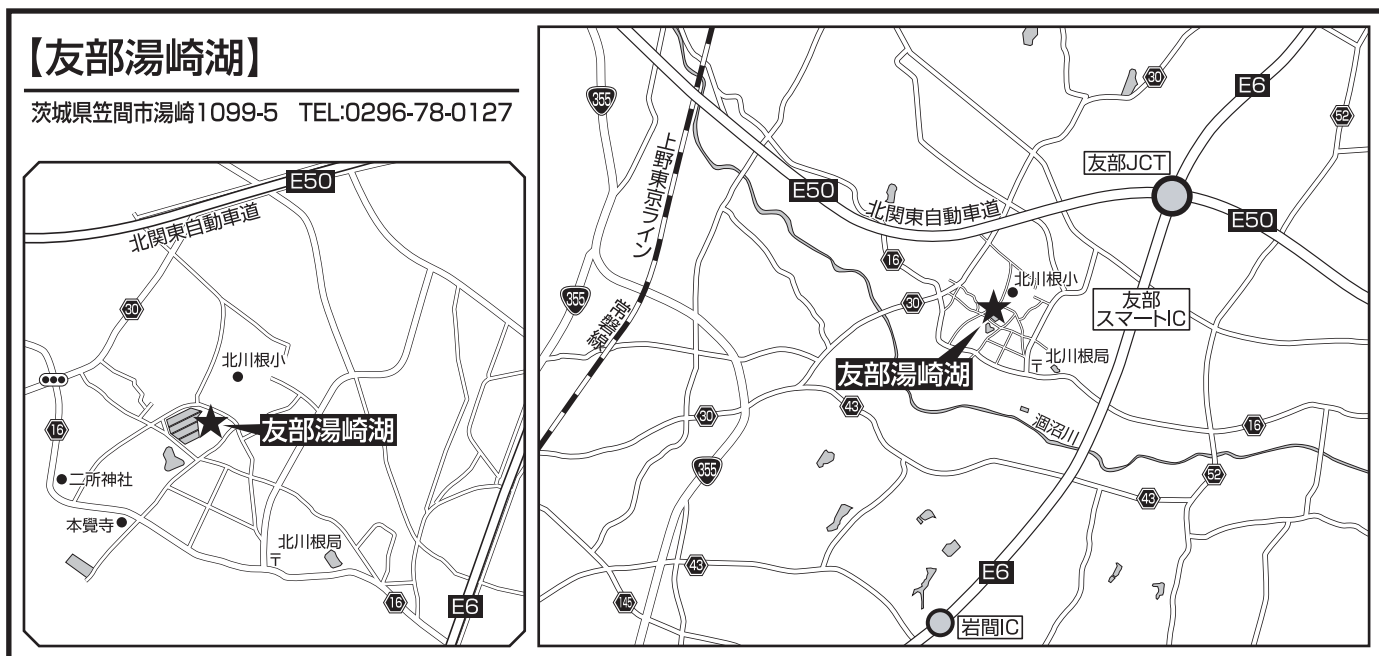 【友部湯崎湖】
茨城県笠間市湯崎1099-5 TEL:0296-78-0127
E50
北関東自動車道
30
北川根小
友部湯崎湖
16
二所神社
本覺寺
北川根局
〒
16
E6
30
E6
355
52
上野東京ライン
友部JCT
E50
北関東自動車道
E50
16
北川根小
355
常磐線
30
友部
スマートIC
北川根局
〒
友部湯崎湖
43
30
涸沼川
16
355
52
43
43
E6
145
岩間IC